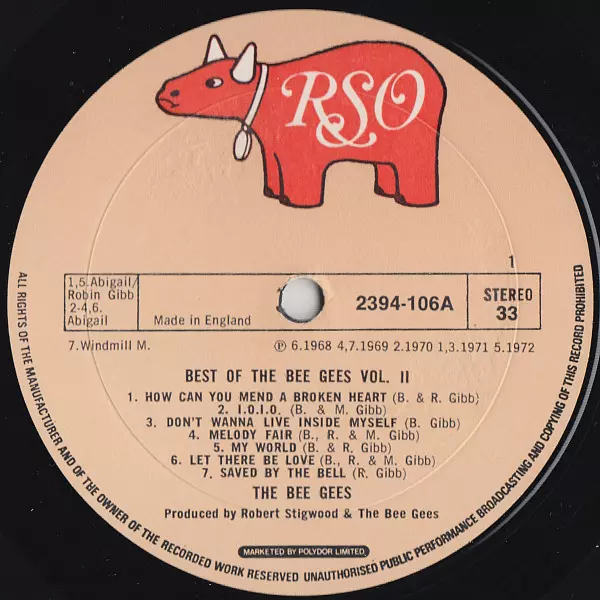 RSO
1
1,5.Abigail/
Robin Gibb
2-4,6.
Abigail
Made in England
2394-106A
STEREO
33
7.Windmill M.
℗ 6.1968 4,7.1969 2.1970 1,3.1971 5.1972
BEST OF THE BEE GEES VOL. II
1. HOW CAN YOU MEND A BROKEN HEART (B. & R. Gibb)
2. I.O.I.O. (B. & M. Gibb)
3. DON'T WANNA LIVE INSIDE MYSELF (B. Gibb)
4. MELODY FAIR (B., R. & M. Gibb)
5. MY WORLD (B. & R. Gibb)
6. LET THERE BE LOVE (B., R. & M. Gibb)
7. SAVED BY THE BELL (R. Gibb)
THE BEE GEES
Produced by Robert Stigwood & The Bee Gees
MARKETED BY POLYDOR LIMITED.
ALL RIGHTS OF THE MANUFACTURER AND OF THE OWNER OF THE RECORDED WORK RESERVED UNAUTHORISED PUBLIC PERFORMANCE BROADCASTING AND COPYING OF THIS RECORD PROHIBITED